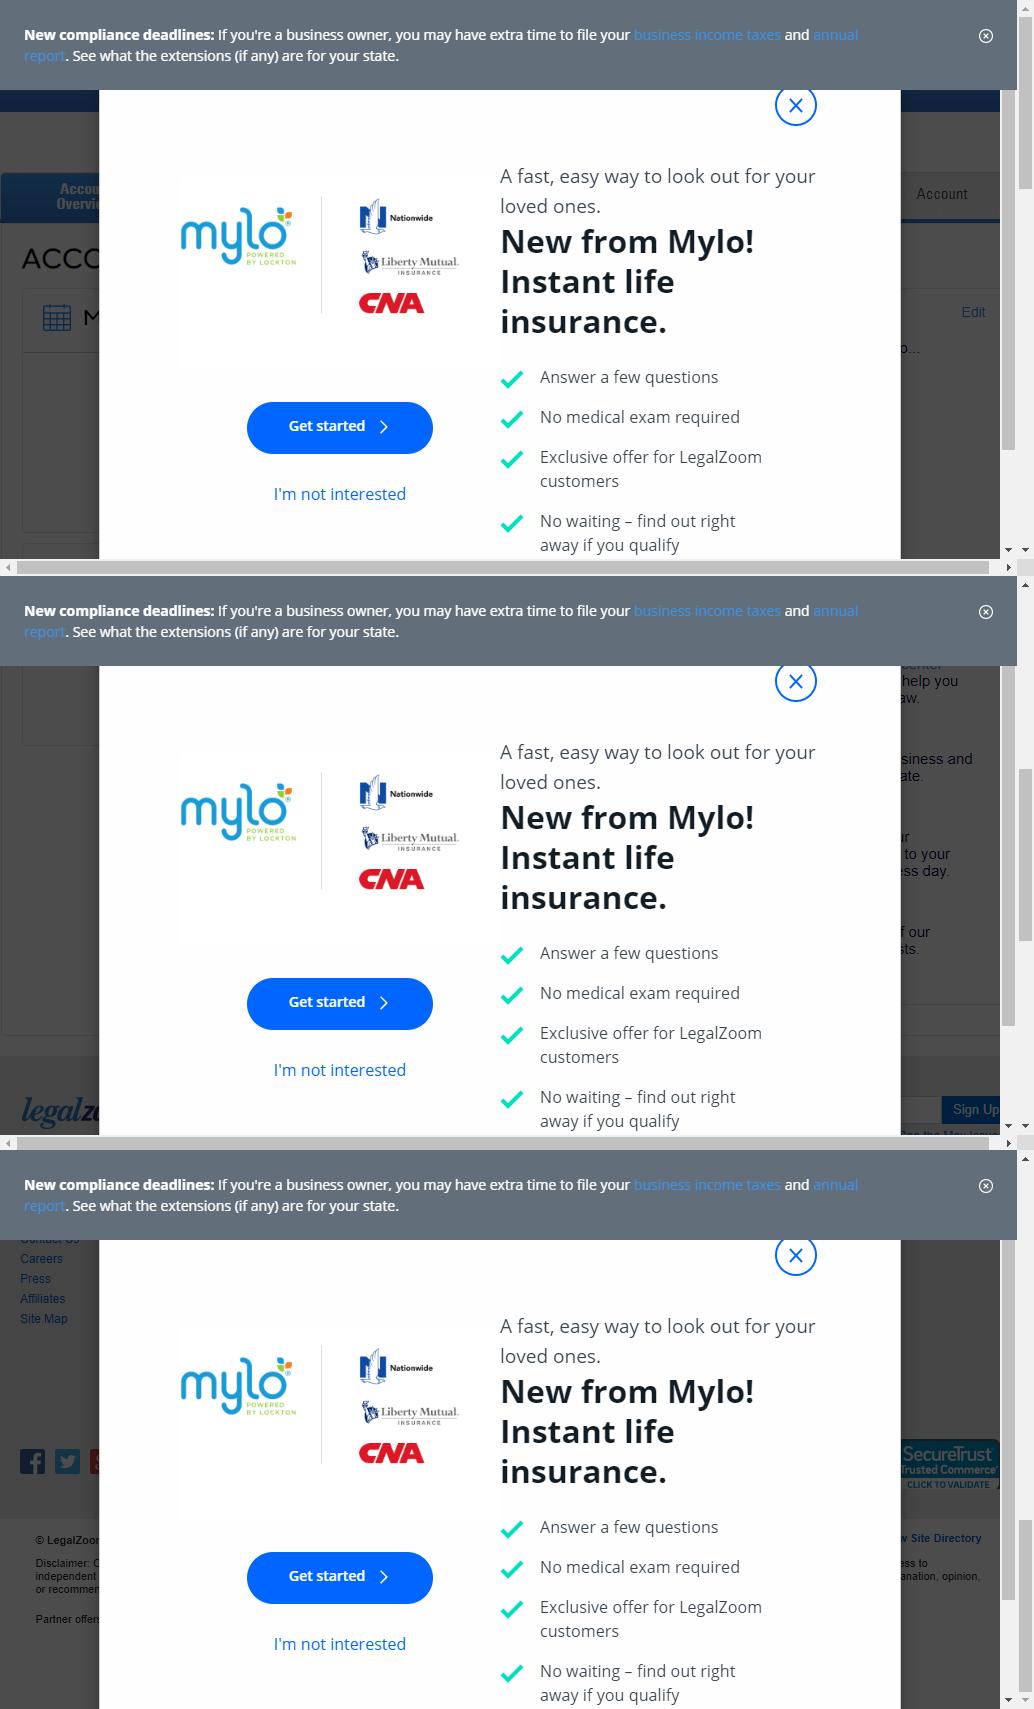 New compliance deadlines: If you're a business owner, you may have extra time to file your business income taxes and annual
report. See what the extensions (if any) are for your state.
Account
A fast, easy way to look out for your
loved ones.
New from Mylo!
Instant life
insurance.
mylo
POWERED
BY LOCKTON
Nationwide
Liberty Mutual.
INSURANCE
CNA
ACCO
M
Edit
o...
Answer a few questions
No medical exam required
Exclusive offer for LegalZoom
customers
No waiting – find out right
away if you qualify
Get started
I'm not interested
New compliance deadlines: If you're a business owner, you may have extra time to file your business income taxes and annual
report. See what the extensions (if any) are for your state.
help you
aw.
A fast, easy way to look out for your
loved ones.
New from Mylo!
Instant life
insurance.
mylo
POWERED
BY LOCKTON
Nationwide
Liberty Mutual.
INSURANCE
CNA
siness and
ate.
to your
ess day.
f our
sts.
Answer a few questions
No medical exam required
Exclusive offer for LegalZoom
customers
No waiting – find out right
away if you qualify
Get started
I'm not interested
legalzo
Sign Up
New compliance deadlines: If you're a business owner, you may have extra time to file your business income taxes and annual
report. See what the extensions (if any) are for your state.
Contact Us
Careers
Press
Affiliates
Site Map
A fast, easy way to look out for your
loved ones.
New from Mylo!
Instant life
insurance.
mylo
POWERED
BY LOCKTON
Nationwide
Liberty Mutual.
INSURANCE
CNA
SecureTrust
Trusted Commerce
CLICK TO VALIDATE
Answer a few questions
No medical exam required
Exclusive offer for LegalZoom
customers
No waiting – find out right
away if you qualify
Get started
I'm not interested
© LegalZoom
w Site Directory
Disclaimer: C
ess to
independent
anation, opinion,
or recommen
Partner offers